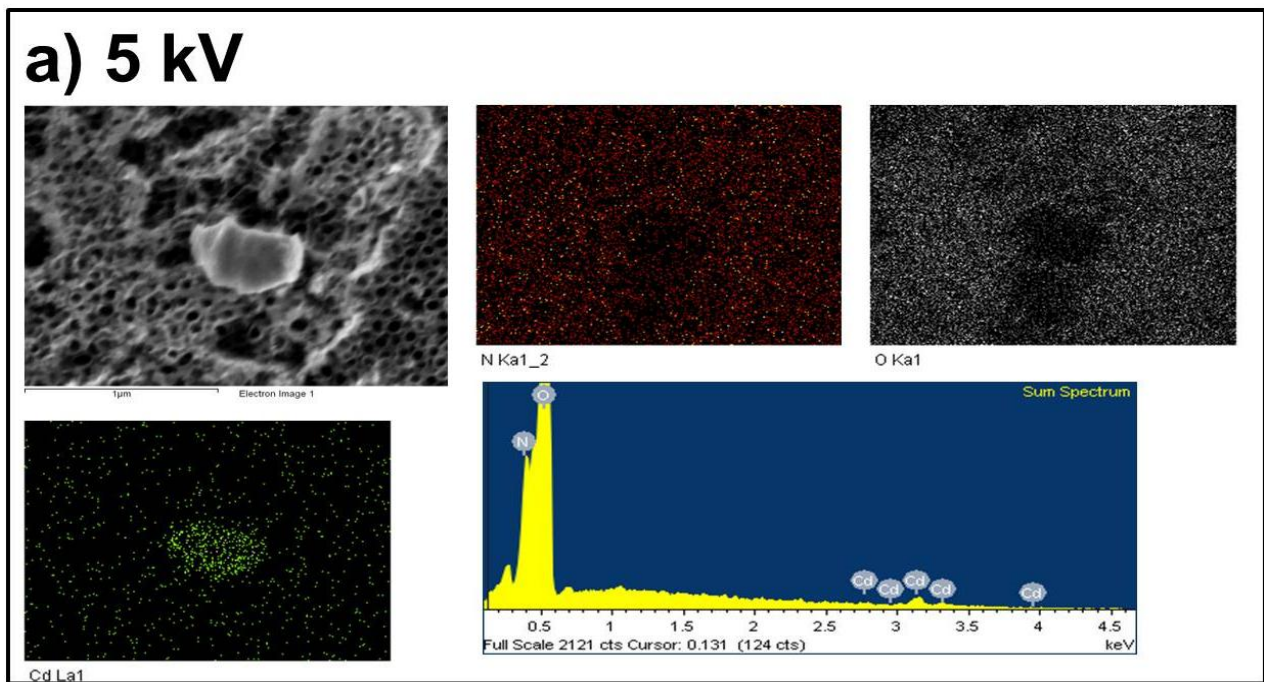 a) 5 kV
1µm
Electron Image 1
N Ka1_2
O Ka1
Cd La1
Sum Spectrum
N
O
Cd
Cd
Cd
Cd
Cd
0.5 1 1.5 2 2.5 3 3.5 4 4.5
Full Scale 2121 cts Cursor: 0.131 (124 cts)
keV